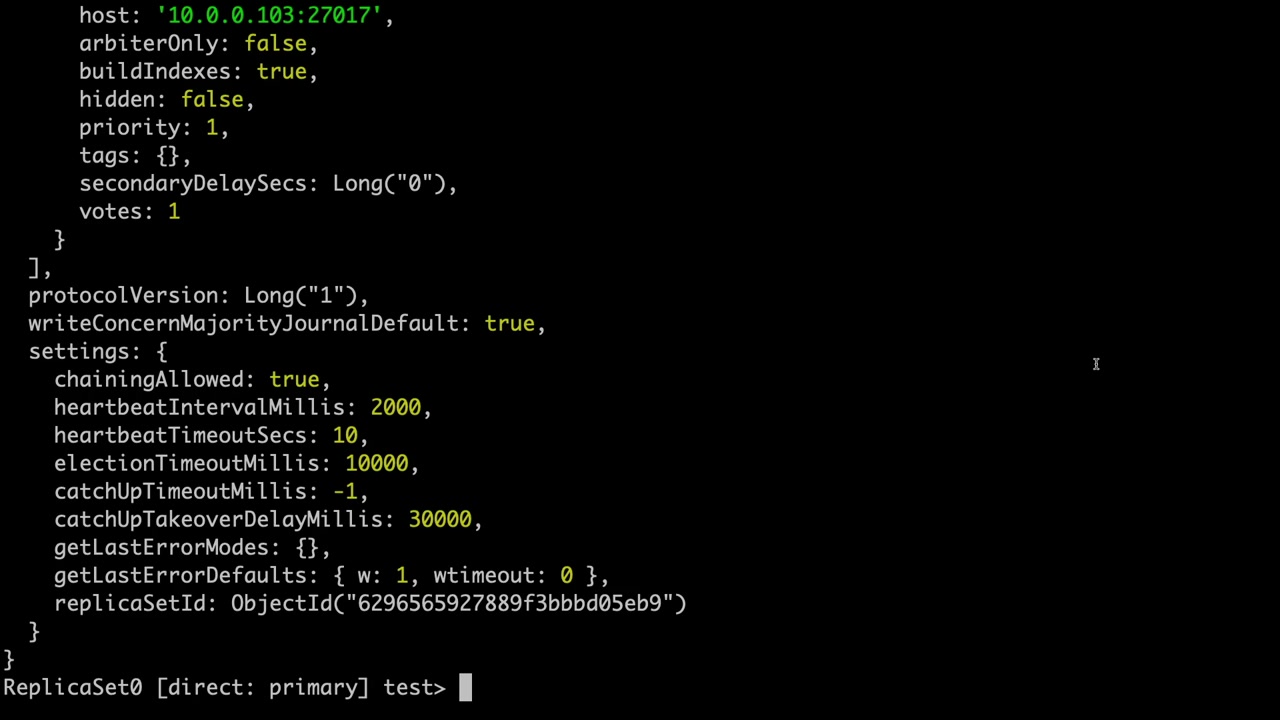 host: '10.0.0.103:27017',
arbiterOnly: false,
buildIndexes: true,
hidden: false,
priority: 1,
tags: {},
secondaryDelaySecs: Long("0"),
votes: 1
}
],
protocolVersion: Long("1"),
writeConcernMajorityJournalDefault: true,
settings: {
chainingAllowed: true,
heartbeatIntervalMillis: 2000,
heartbeatTimeoutSecs: 10,
electionTimeoutMillis: 10000,
catchUpTimeoutMillis: -1,
catchUpTakeoverDelayMillis: 30000,
getLastErrorModes: {},
getLastErrorDefaults: { w: 1, wtimeout: 0 },
replicaSetId: ObjectId("6296565927889f3bbbd05eb9")
}
}
ReplicaSet0 [direct: primary] test>